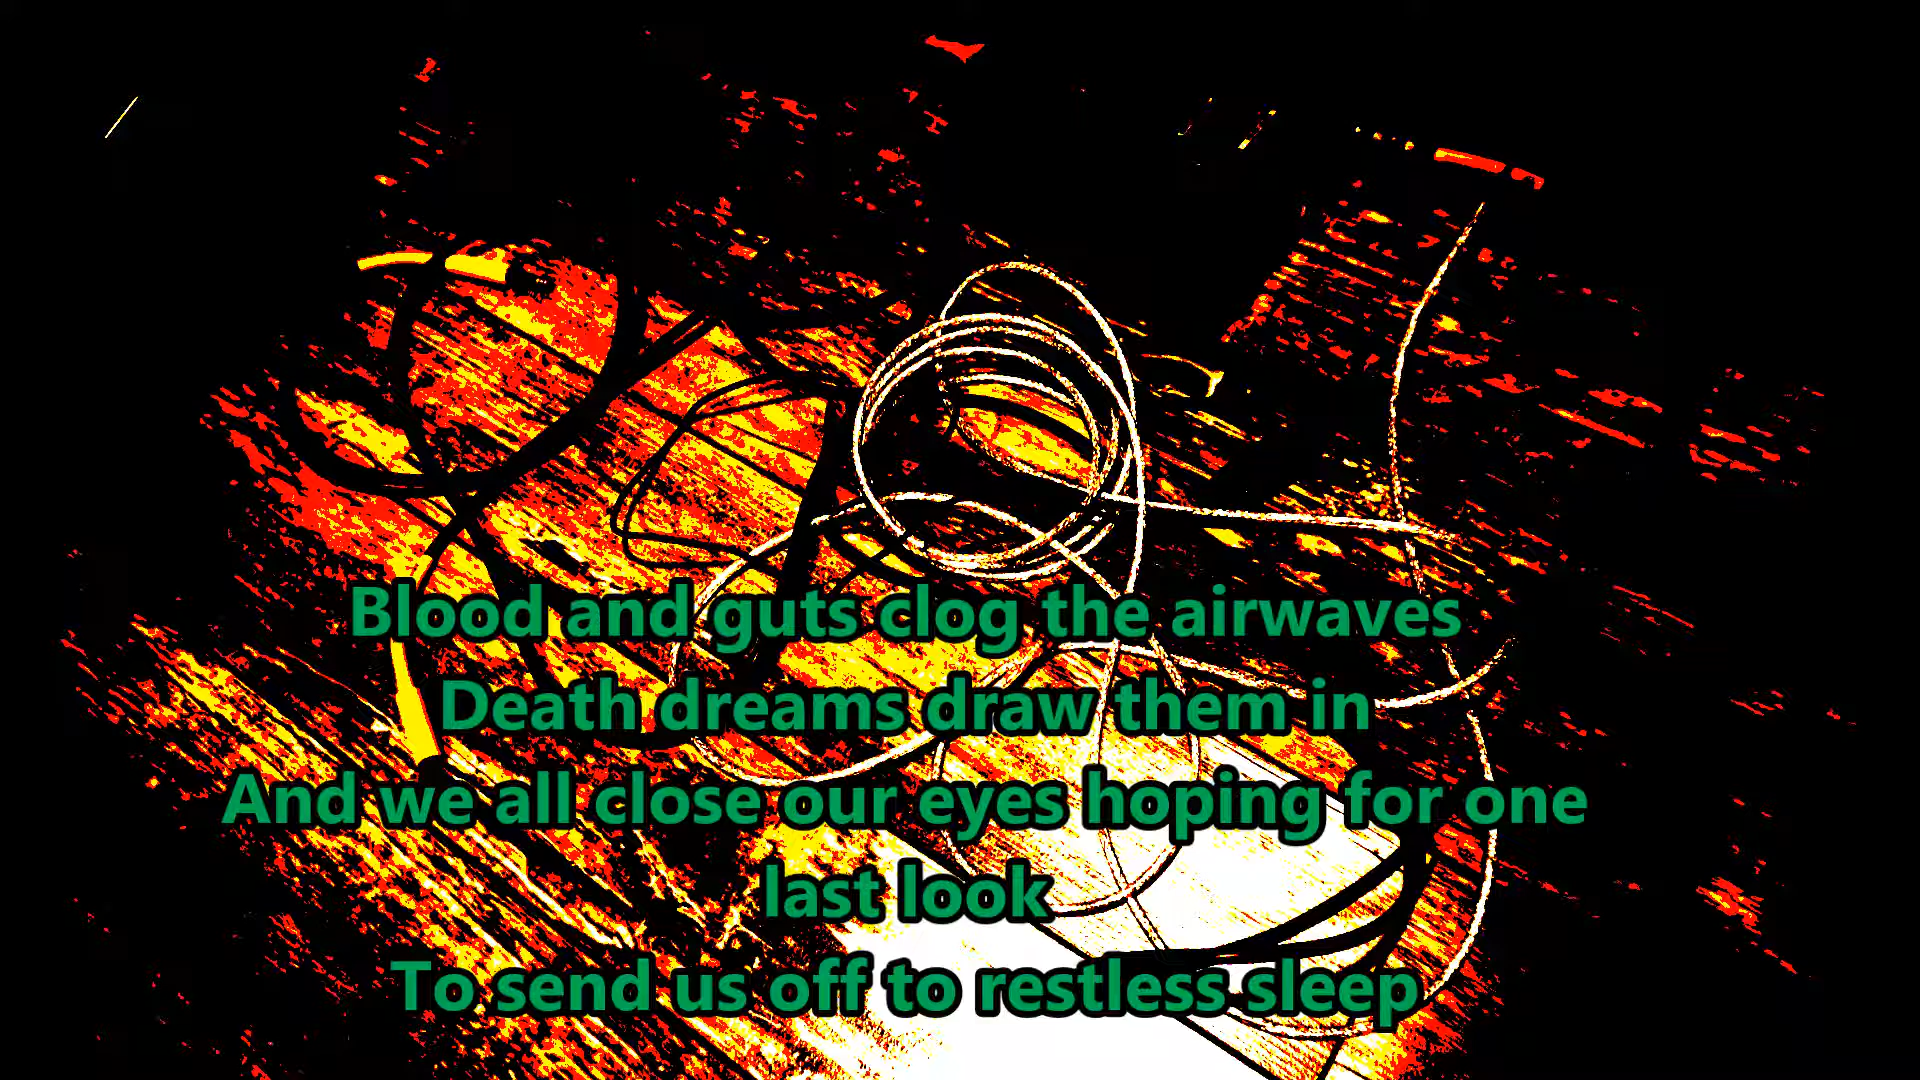 Blood and guts clog the airwaves
Death dreams draw them in
And we all close our eyes hoping for one
last look
To send us off to restless sleep